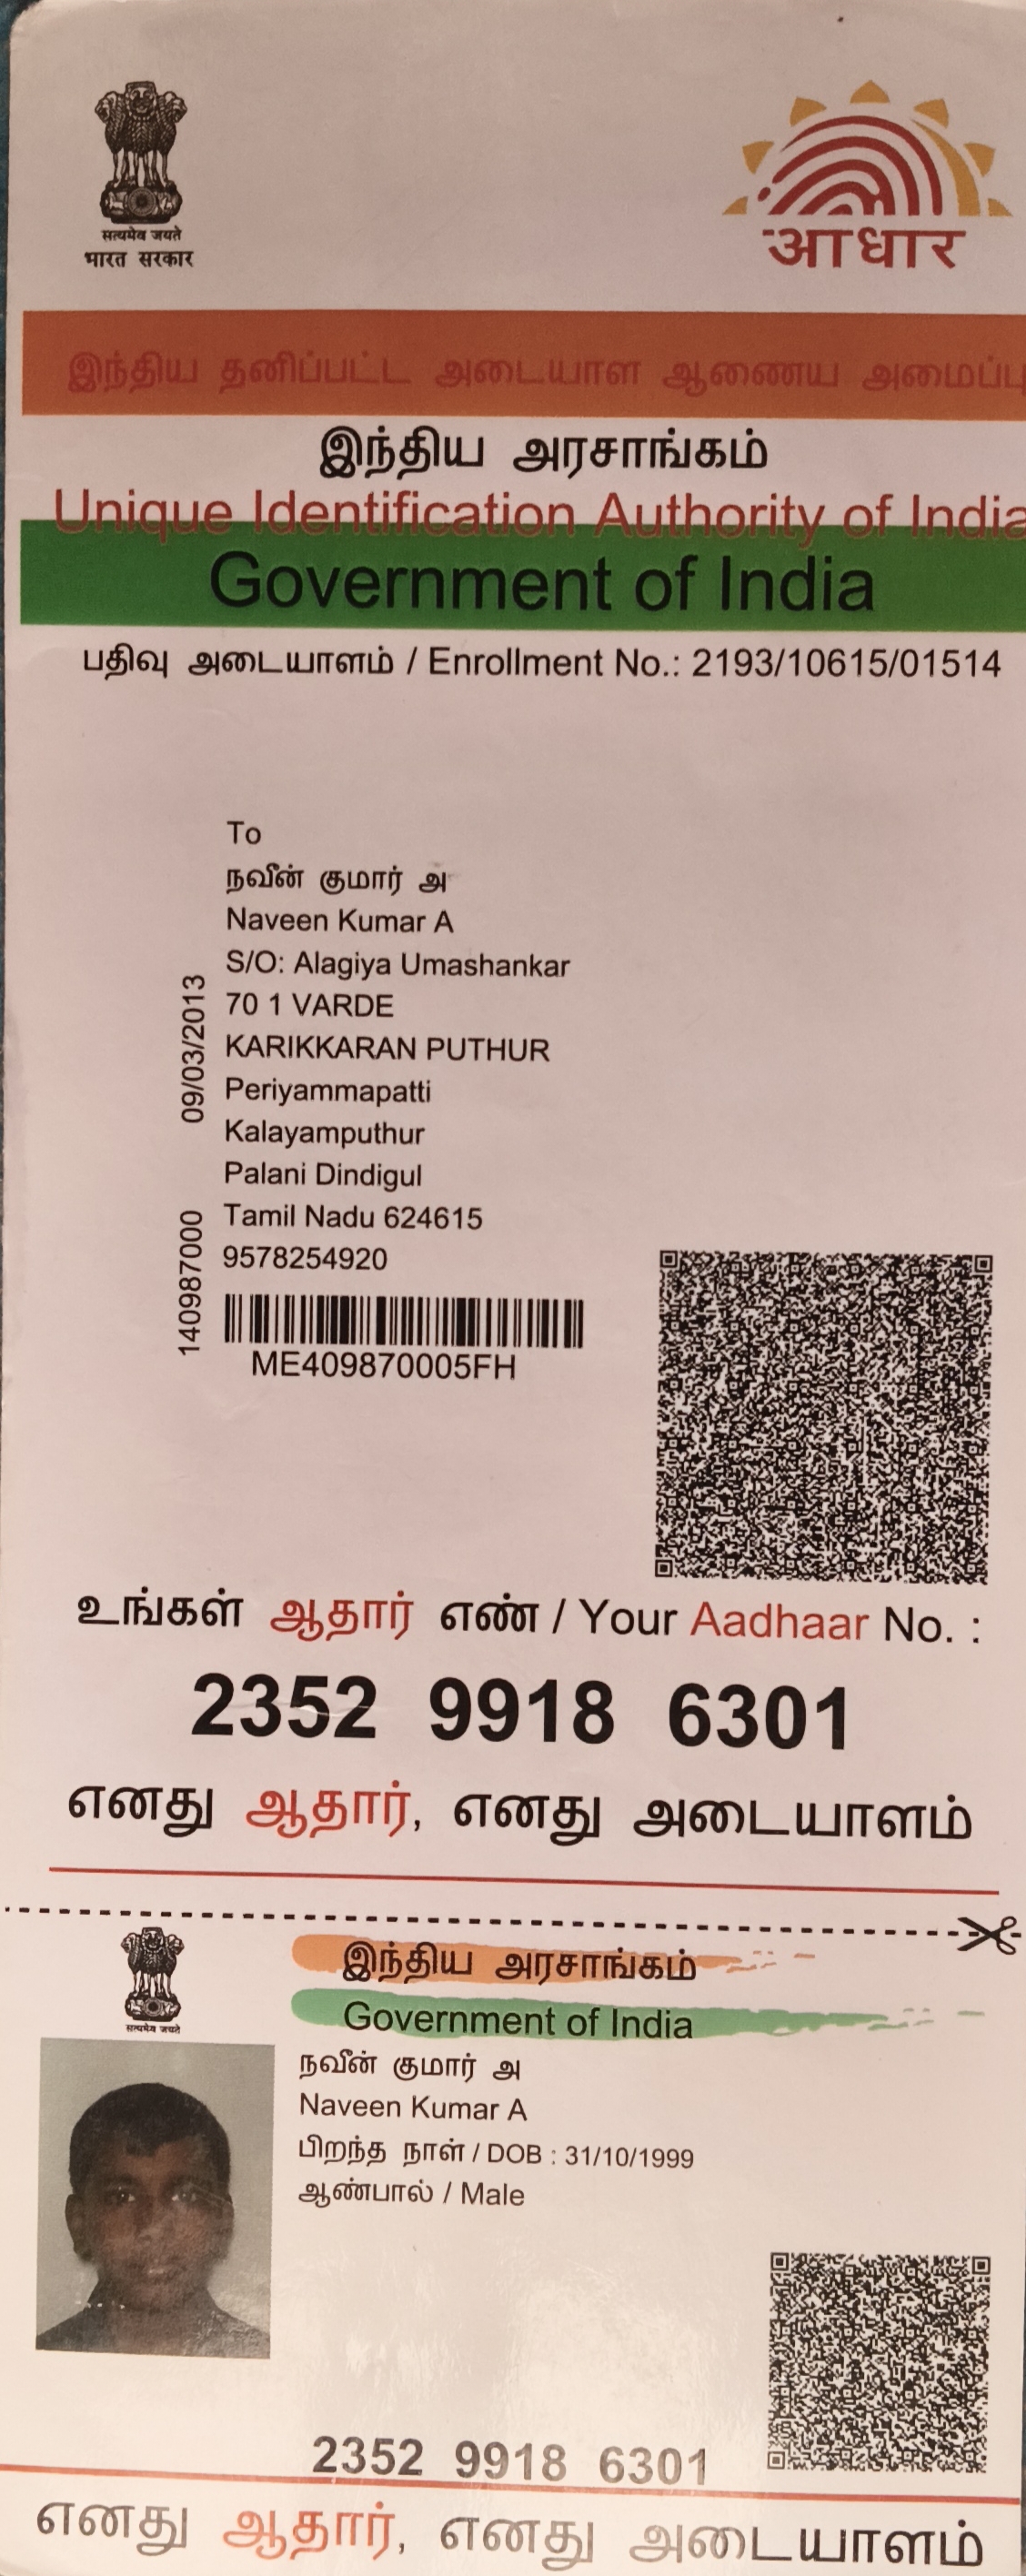 सत्यमेव जयते
भारत सरकार
आधार
இந்திய தனிப்பட்ட அடையாள ஆணைய அமைப்பு
இந்திய அரசாங்கம்
Unique Identification Authority of India
Government of India
பதிவு அடையாளம் / Enrollment No.: 2193/10615/01514
To
நவீன் குமார் அ
Naveen Kumar A
S/O: Alagiya Umashankar
70 1 VARDE
KARIKKARAN PUTHUR
Periyammapatti
Kalayamputhur
Palani Dindigul
Tamil Nadu 624615
9578254920
140987000 09/03/2013
ME409870005FH
உங்கள் ஆதார் எண் / Your Aadhaar No. :
2352 9918 6301
எனது ஆதார், எனது அடையாளம்
सत्यमेव जयते
இந்திய அரசாங்கம்
Government of India
நவீன் குமார் அ
Naveen Kumar A
பிறந்த நாள் / DOB : 31/10/1999
ஆண்பால் / Male
2352 9918 6301
எனது ஆதார், எனது அடையாளம்